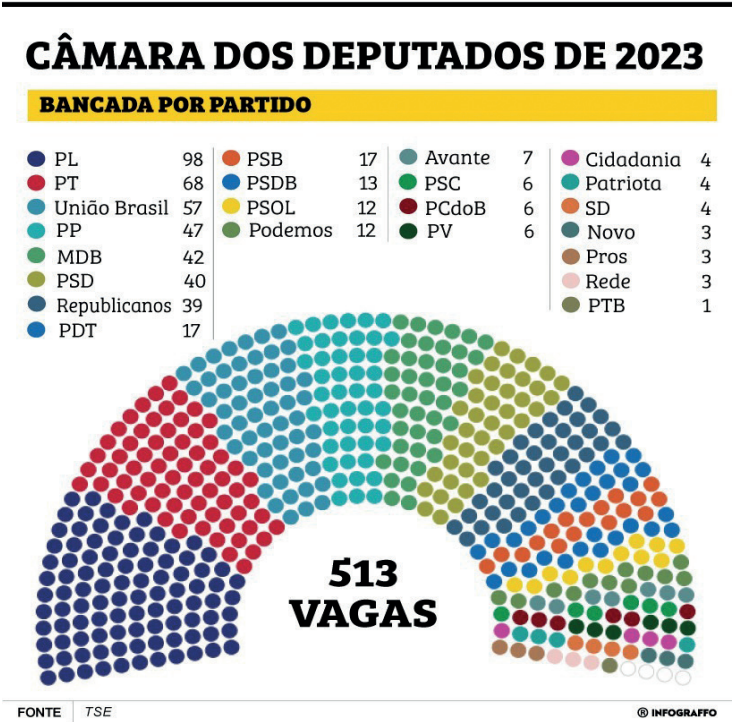 CÂMARA DOS DEPUTADOS DE 2023
BANCADA POR PARTIDO
PL 98
PT 68
União Brasil 57
PP 47
MDB 42
PSD 40
Republicanos 39
PDT 17
PSB 17
PSDB 13
PSOL 12
Podemos 12
Avante 7
PSC 6
PCdoB 6
PV 6
Cidadania 4
Patriota 4
SD 4
Novo 3
Pros 3
Rede 3
PTB 1
513
VAGAS
FONTE TSE
® INFOGRAFFO